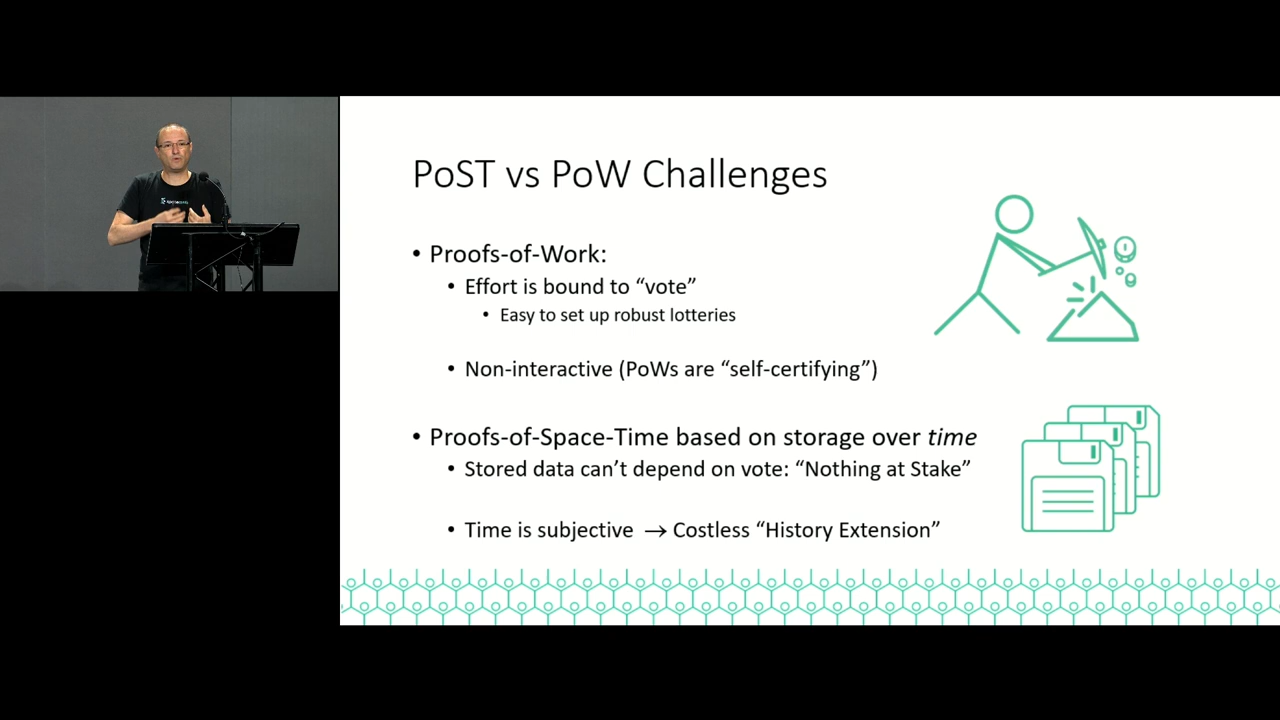 PoST vs PoW Challenges
• Proofs-of-Work:
• Effort is bound to “vote”
• Easy to set up robust lotteries
• Non-interactive (PoWs are “self-certifying”)
• Proofs-of-Space-Time based on storage over time
• Stored data can’t depend on vote: “Nothing at Stake”
• Time is subjective → Costless “History Extension”